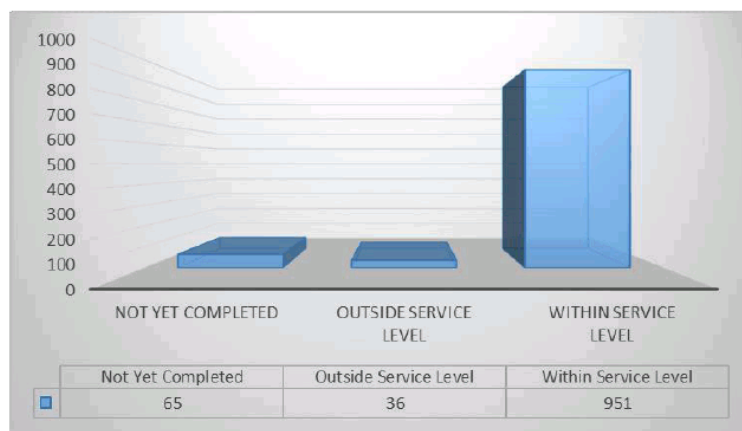 1000
900
800
700
600
500
400
300
200
100
0
NOT YET COMPLETED
OUTSIDE SERVICE
LEVEL
WITHIN SERVICE
LEVEL
Not Yet Completed Outside Service Level Within Service Level
65 36 951